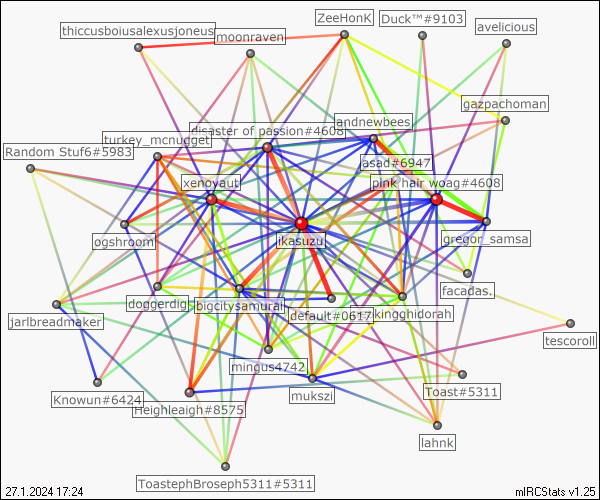 ZeeHonK
Duck™#9103
thiccusboiusalexusjoneus
moonraven
avelicious
gazpachoman
landnewbees
disaster of passion#4608
turkey_mcnugget
Random Stuf6#5983
asad#6947
xenoyaut
pink hair woag#4608
ogshroom
ikasuzu
gregor_samsa
facadas.
doggerdig
bigcitysamurai
default#0617
kingghidorah
jarlbreadmaker
tescoroll
mingus4742
mukszi
Toast#5311
Knowun#6424
Heighleaigh#8575
lahnk
ToastephBroseph5311#5311
27.1.2024 17:24
mIRCStats v1.25